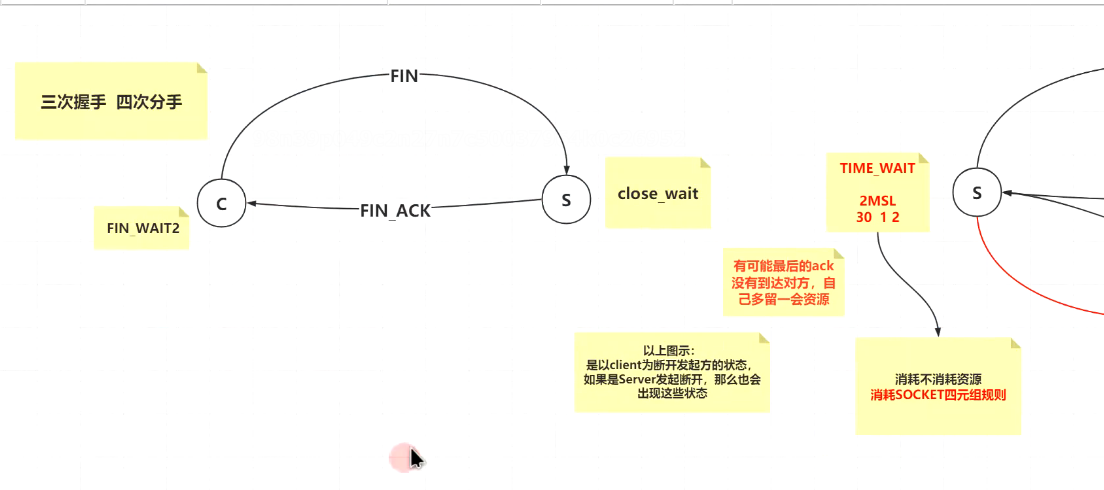 三次握手 四次分手
FIN
C
S
FIN_ACK
FIN_WAIT2
close_wait
TIME_WAIT
2MSL
30 1 2
S
有可能最后的ack
没有到达对方，自
己多留一会资源
以上图示：
是以client为断开发起方的状态，
如果是Server发起断开，那么也会
出现这些状态
消耗不消耗资源
消耗SOCKET四元组规则